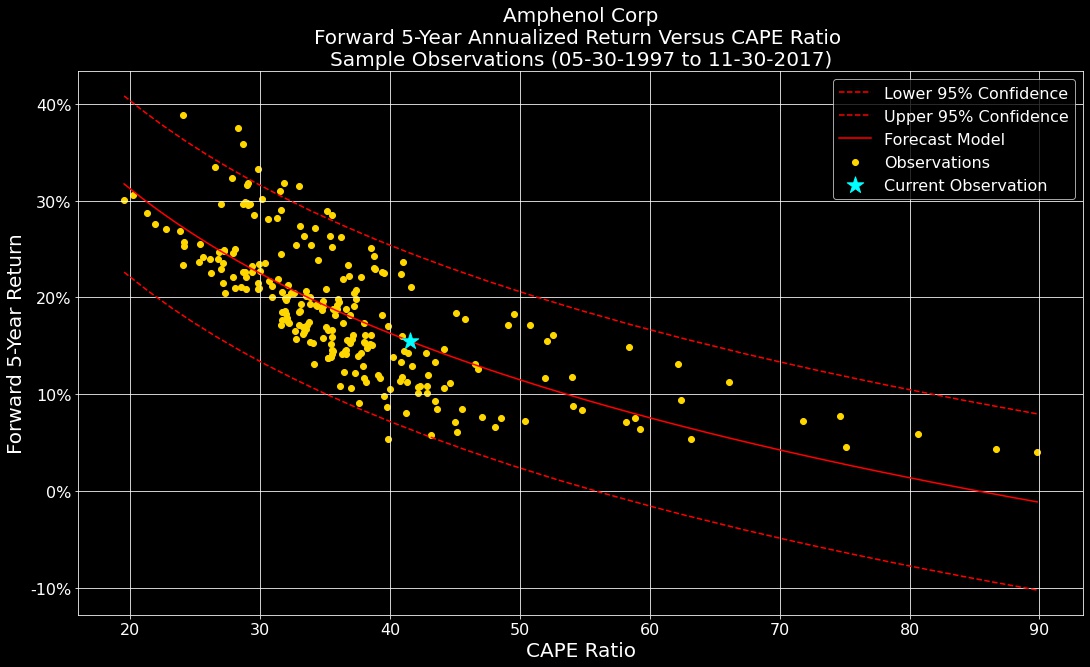 Amphenol Corp
Forward 5-Year Annualized Return Versus CAPE Ratio
Sample Observations (05-30-1997 to 11-30-2017)
Lower 95% Confidence
Upper 95% Confidence
Forecast Model
Observations
Current Observation
Forward 5-Year Return
40%
30%
20%
10%
0%
-10%
20 30 40 50 60 70 80 90
CAPE Ratio